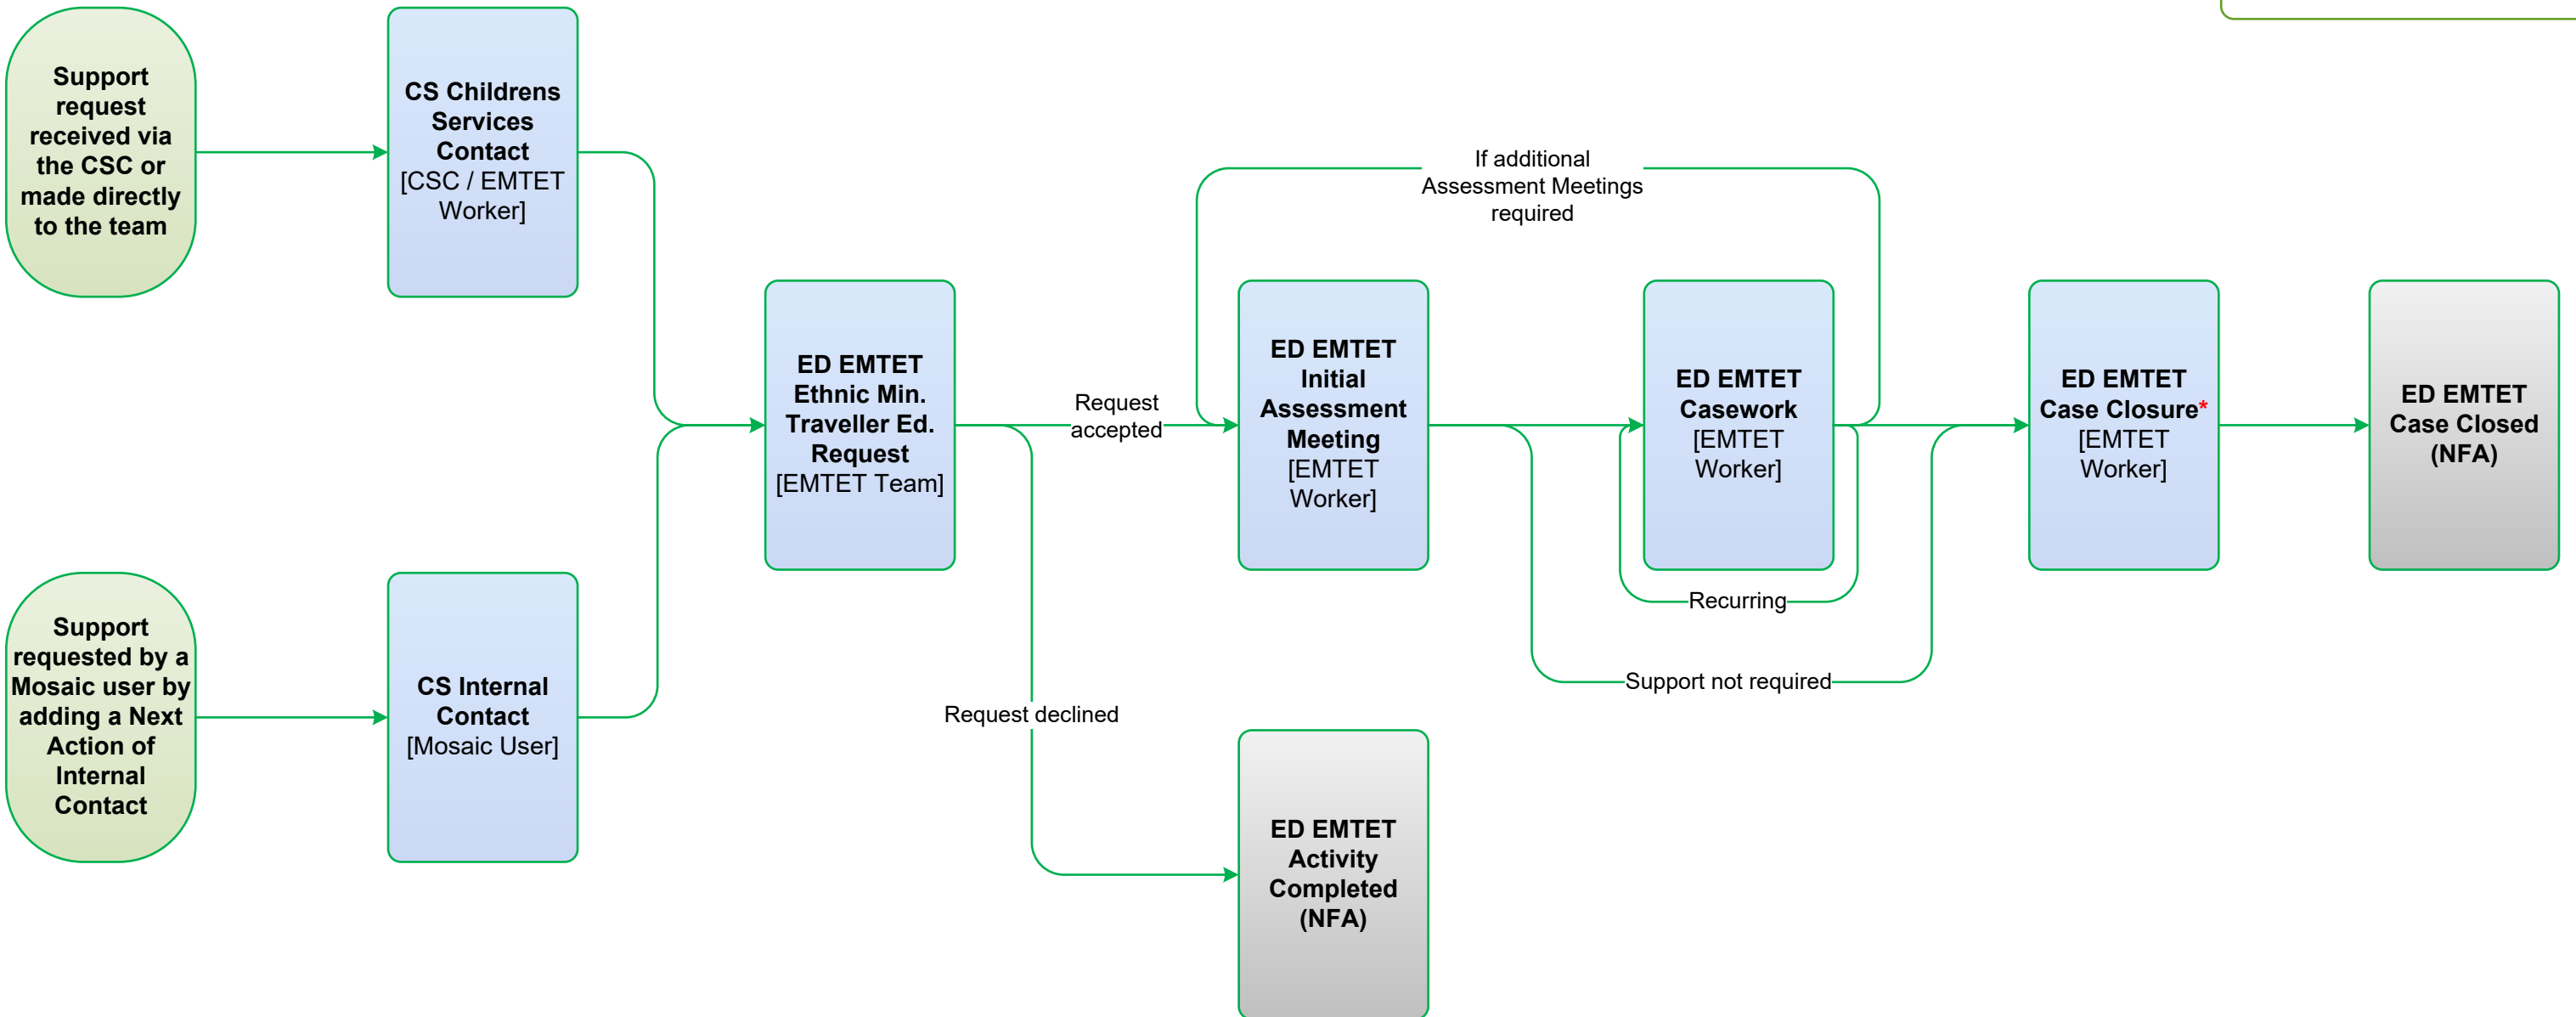 Support
request
received via
the CSC or
made directly
to the team
CS Childrens
Services
Contact
[CSC / EMTET
Worker]
If additional
Assessment Meetings
required
ED EMTET
Ethnic Min.
Traveller Ed.
Request
[EMTET Team]
Request
accepted
ED EMTET
Initial
Assessment
Meeting
[EMTET
Worker]
ED EMTET
Casework
[EMTET
Worker]
ED EMTET
Case Closure*
[EMTET
Worker]
ED EMTET
Case Closed
(NFA)
Recurring
Support not required
Support
requested by a
Mosaic user by
adding a Next
Action of
Internal
Contact
CS Internal
Contact
[Mosaic User]
Request declined
ED EMTET
Activity
Completed
(NFA)